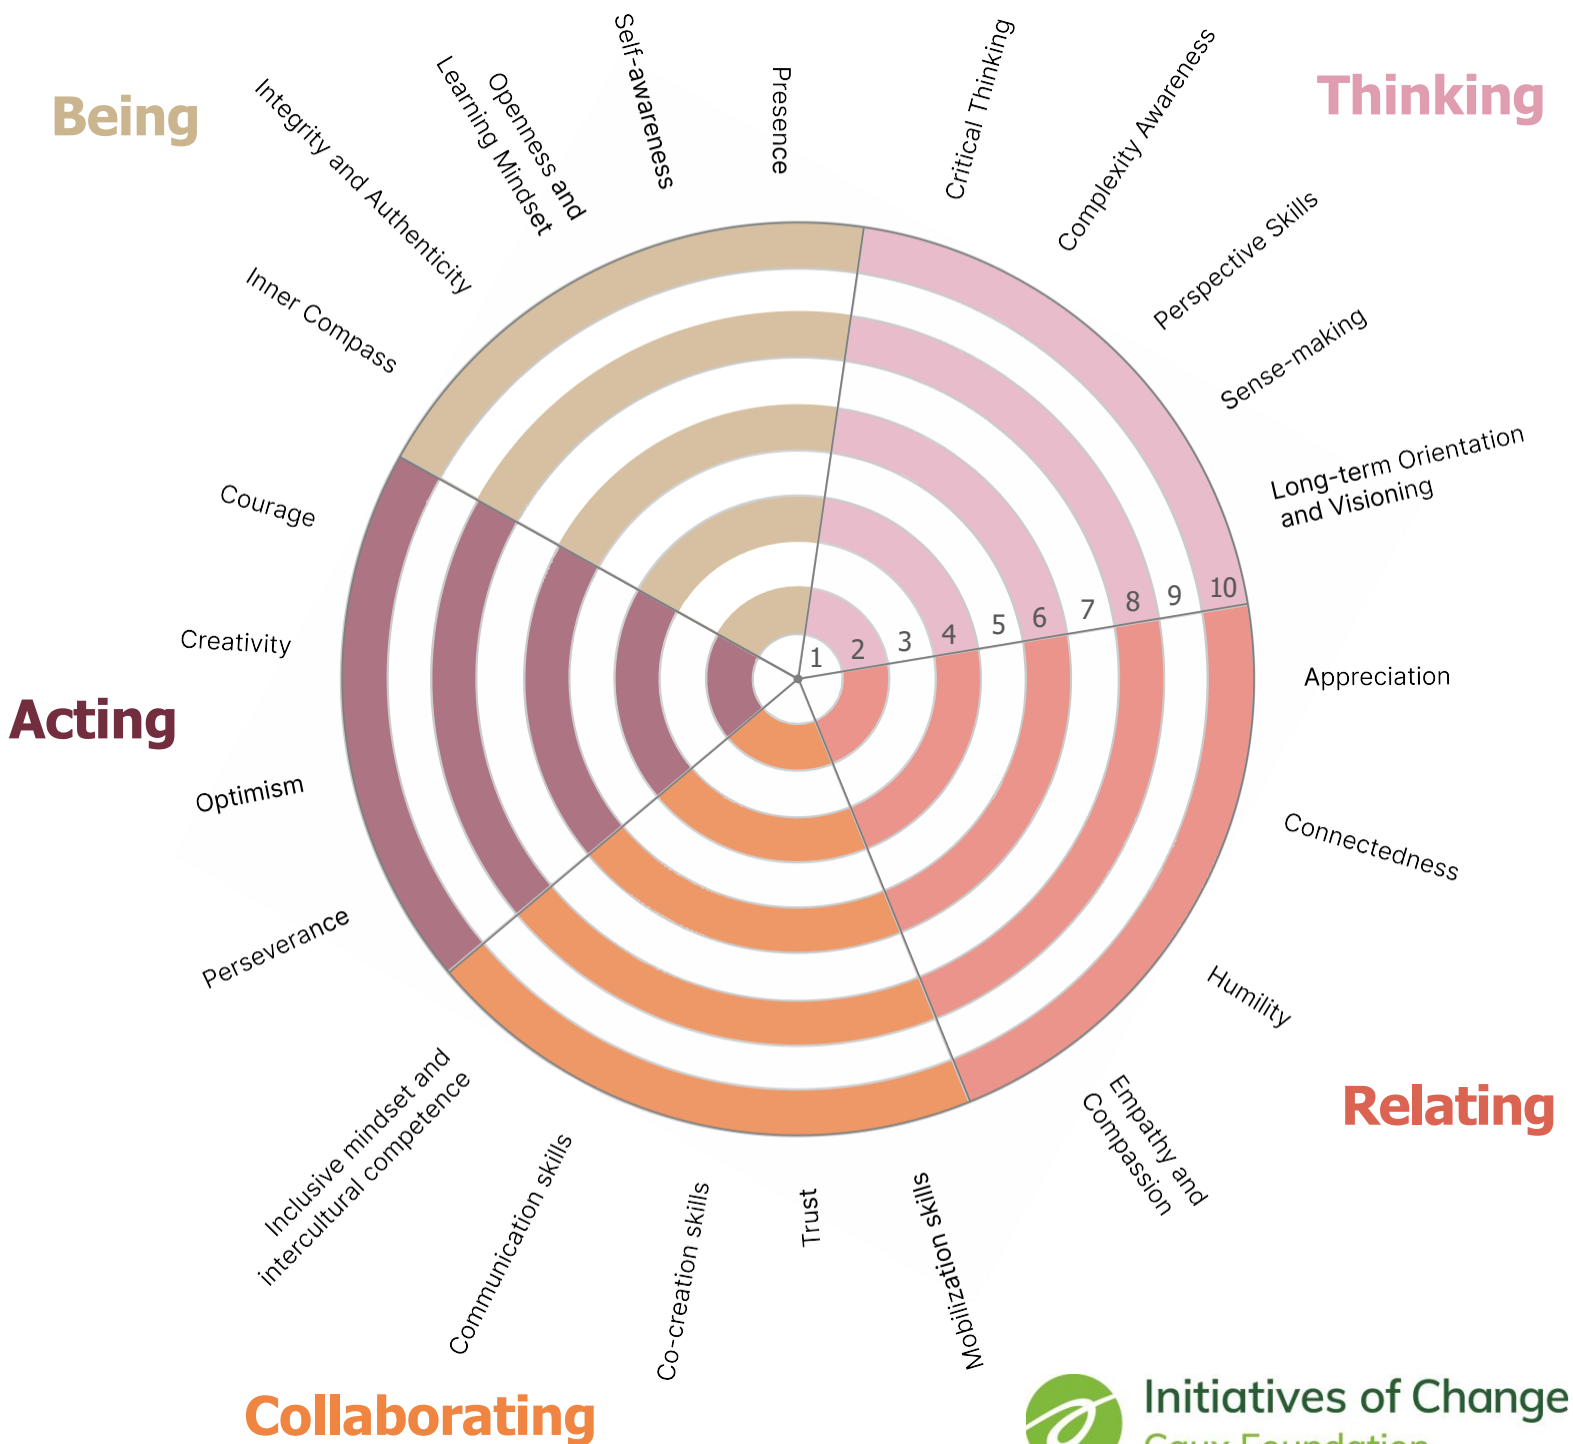 Being
Thinking
Integrity and Authenticity
Openness and
Learning Mindset
Self-awareness
Presence
Critical Thinking
Complexity Awareness
Perspective Skills
Sense-making
Long-term Orientation
and Visioning
Inner Compass
Courage
Creativity
Acting
Optimism
Perseverance
1 2 3 4 5 6 7 8 9 10
Appreciation
Connectedness
Humility
Relating
Empathy and
Compassion
Mobilization skills
Trust
Co-creation skills
Communication skills
Inclusive mindset and
intercultural competence
Collaborating
Initiatives of Change
Caux Foundation